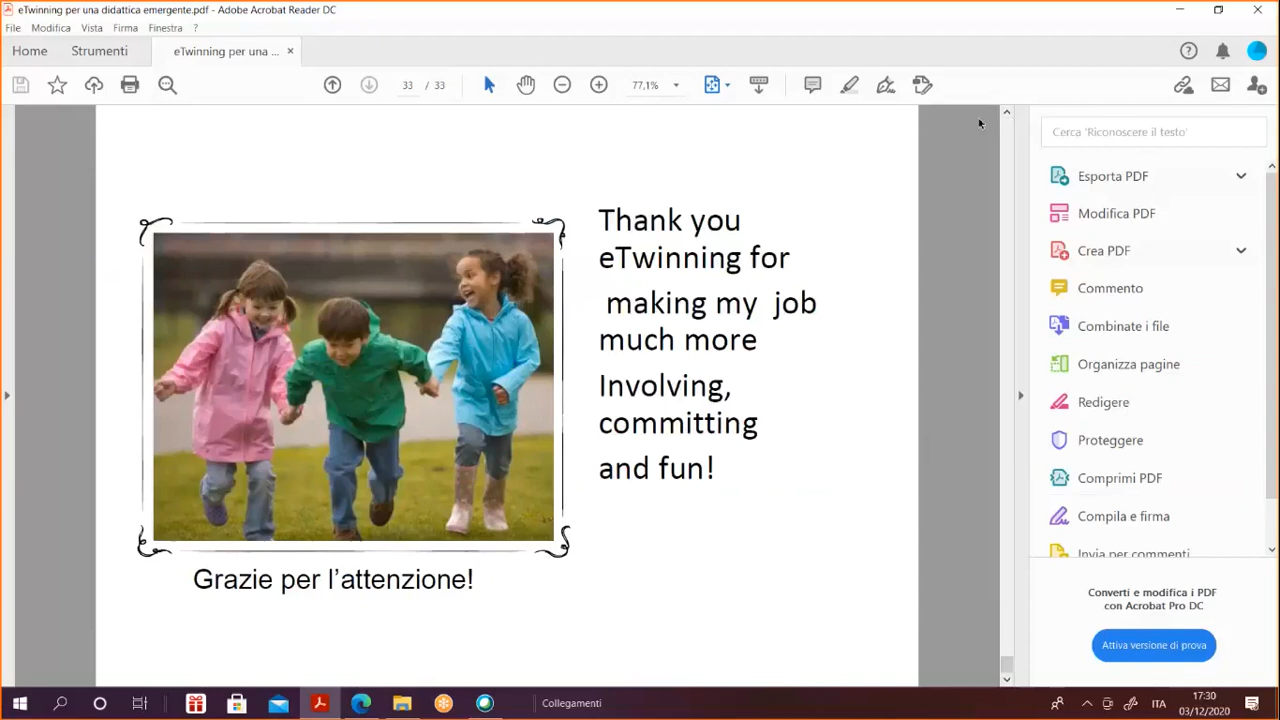 eTwinning per una didattica emergente.pdf - Adobe Acrobat Reader DC
File Modifica Vista Firma Finestra ?
Home Strumenti eTwinning per una ... ×
33 / 33 77,1%
Cerca 'Riconoscere il testo'
Esporta PDF
Modifica PDF
Crea PDF
Commento
Combinate i file
Organizza pagine
Redigere
Proteggere
Comprimi PDF
Compila e firma
Invia per commenti
Converti e modifica i PDF
con Acrobat Pro DC
Attiva versione di prova
Thank you
eTwinning for
making my job
much more
Involving,
committing
and fun!
Grazie per l’attenzione!
Collegamenti
ITA
17:30
03/12/2020